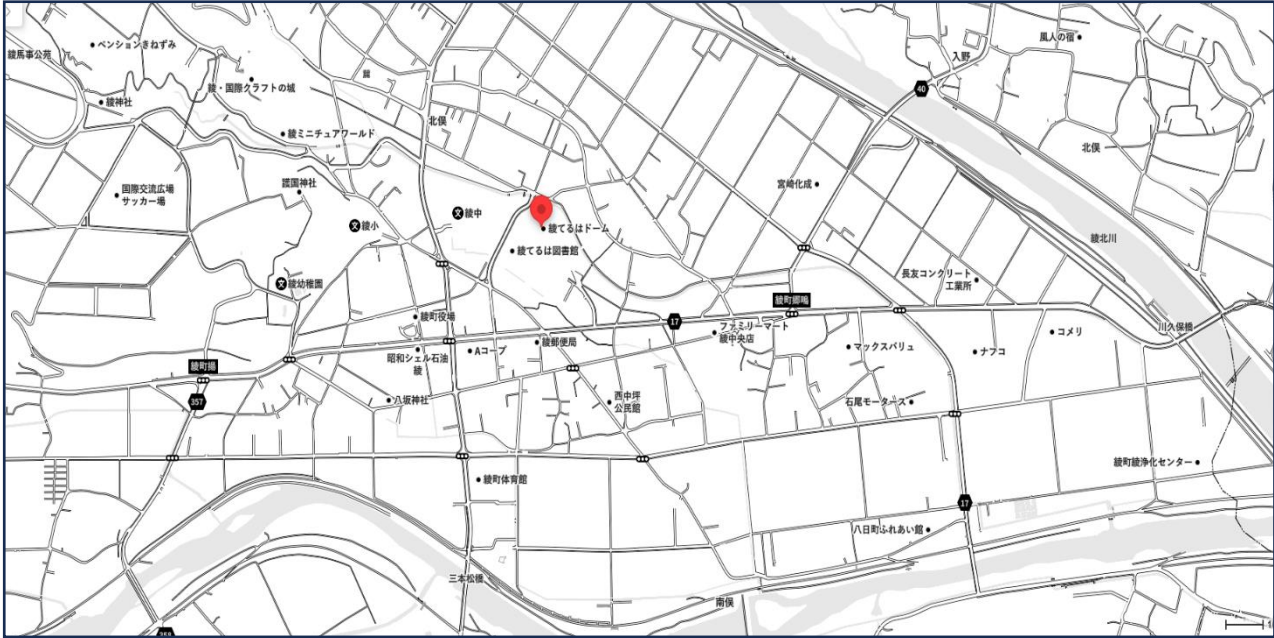 ペンションきねずみ
綾馬事公苑
綾・国際クラフトの城
綾神社
麓
北俣
綾ミニチュアワールド
風人の宿
入野
40
北俣
国際交流広場
サッカー場
護国神社
綾小
文
文
綾中
宮崎化成
綾てるはドーム
綾てるは図書館
綾北川
文
綾幼稚園
長友コンクリート
工業所
綾町郷鴫
綾町役場
17
ファミリーマート
綾中央店
川久保橋
コメリ
昭和シェル石油
綾
Aコープ
綾郵便局
マックスバリュ
ナフコ
綾町揚
357
八坂神社
西中坪
公民館
石尾モータース
綾町綾浄化センター
綾町体育館
17
八日町ふれあい館
三本松橋
南俣